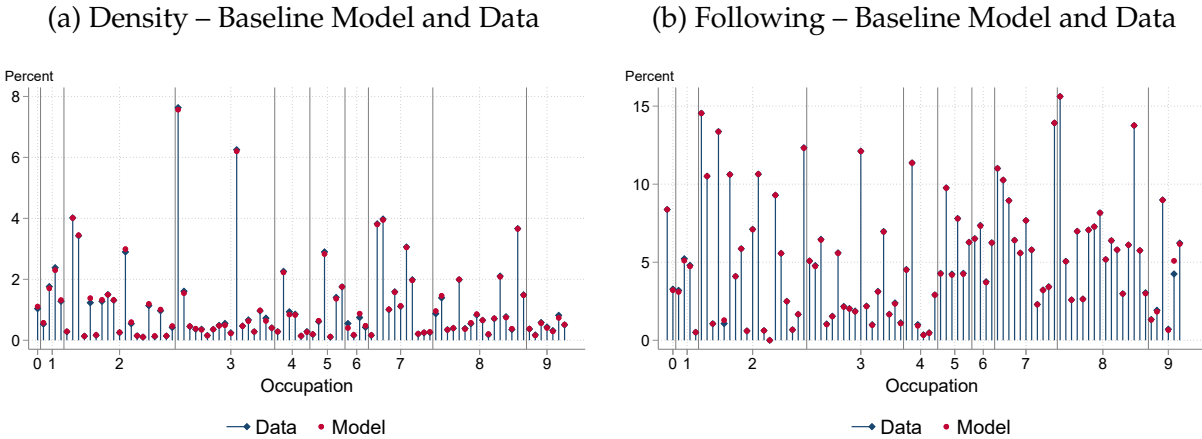 (a) Density – Baseline Model and Data
Percent
8
6
4
2
0
0 1 2 3 4 5 6 7 8 9
Occupation
Data Model
(b) Following – Baseline Model and Data
Percent
15
10
5
0
0 1 2 3 4 5 6 7 8 9
Occupation
Data Model